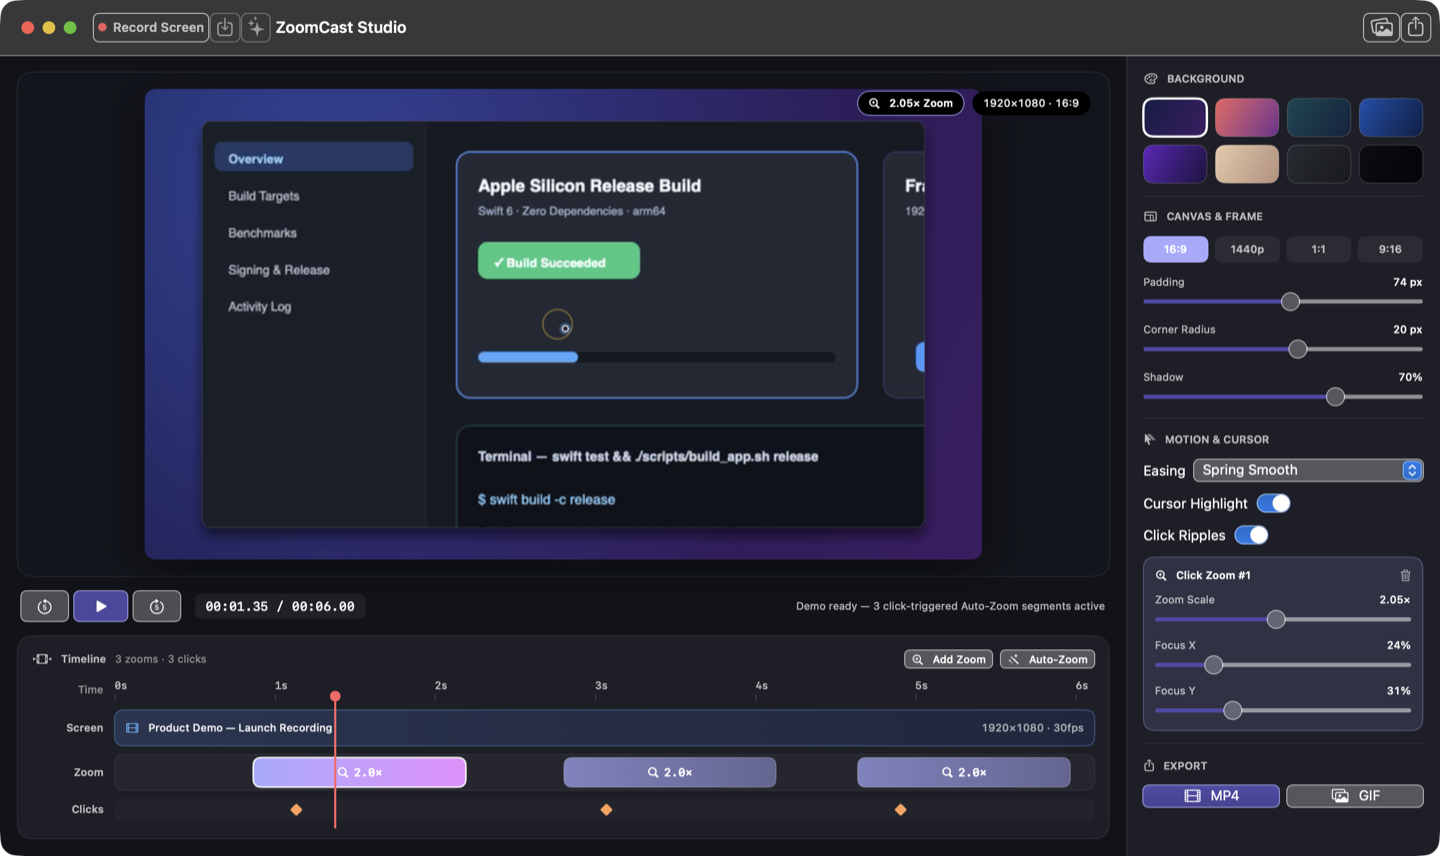 Record Screen
ZoomCast Studio
2.05× Zoom
1920×1080 · 16:9
Overview
Build Targets
Benchmarks
Signing & Release
Activity Log
Apple Silicon Release Build
Swift 6 · Zero Dependencies · arm64
✓ Build Succeeded
Fra
192
Terminal — swift test && ./scripts/build_app.sh release
$ swift build -c release
BACKGROUND
CANVAS & FRAME
16:9 1440p 1:1 9:16
Padding 74 px
Corner Radius 20 px
Shadow 70%
MOTION & CURSOR
Easing Spring Smooth
Cursor Highlight
Click Ripples
Click Zoom #1
Zoom Scale 2.05×
Focus X 24%
Focus Y 31%
EXPORT
MP4 GIF
5
5
00:01.35 / 00:06.00
Demo ready — 3 click-triggered Auto-Zoom segments active
Timeline 3 zooms · 3 clicks
Add Zoom
Auto-Zoom
Time 0s 1s 2s 3s 4s 5s 6s
Screen Product Demo — Launch Recording 1920×1080 · 30fps
Zoom 2.0× 2.0× 2.0×
Clicks